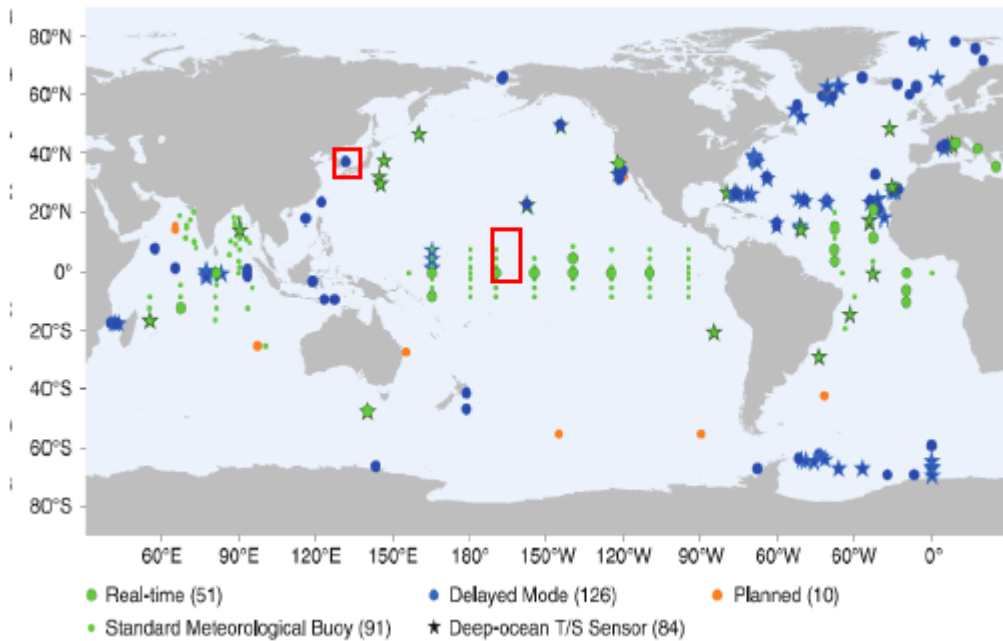 80°N
60°N
40°N
20°N
0°
20°S
40°S
60°S
80°S
60°E 90°E 120°E 150°E 180° 150°W 120°W 90°W 60°W 60°W 0°
Real-time (51) Delayed Mode (126) Planned (10)
Standard Meteorological Buoy (91) Deep-ocean T/S Sensor (84)